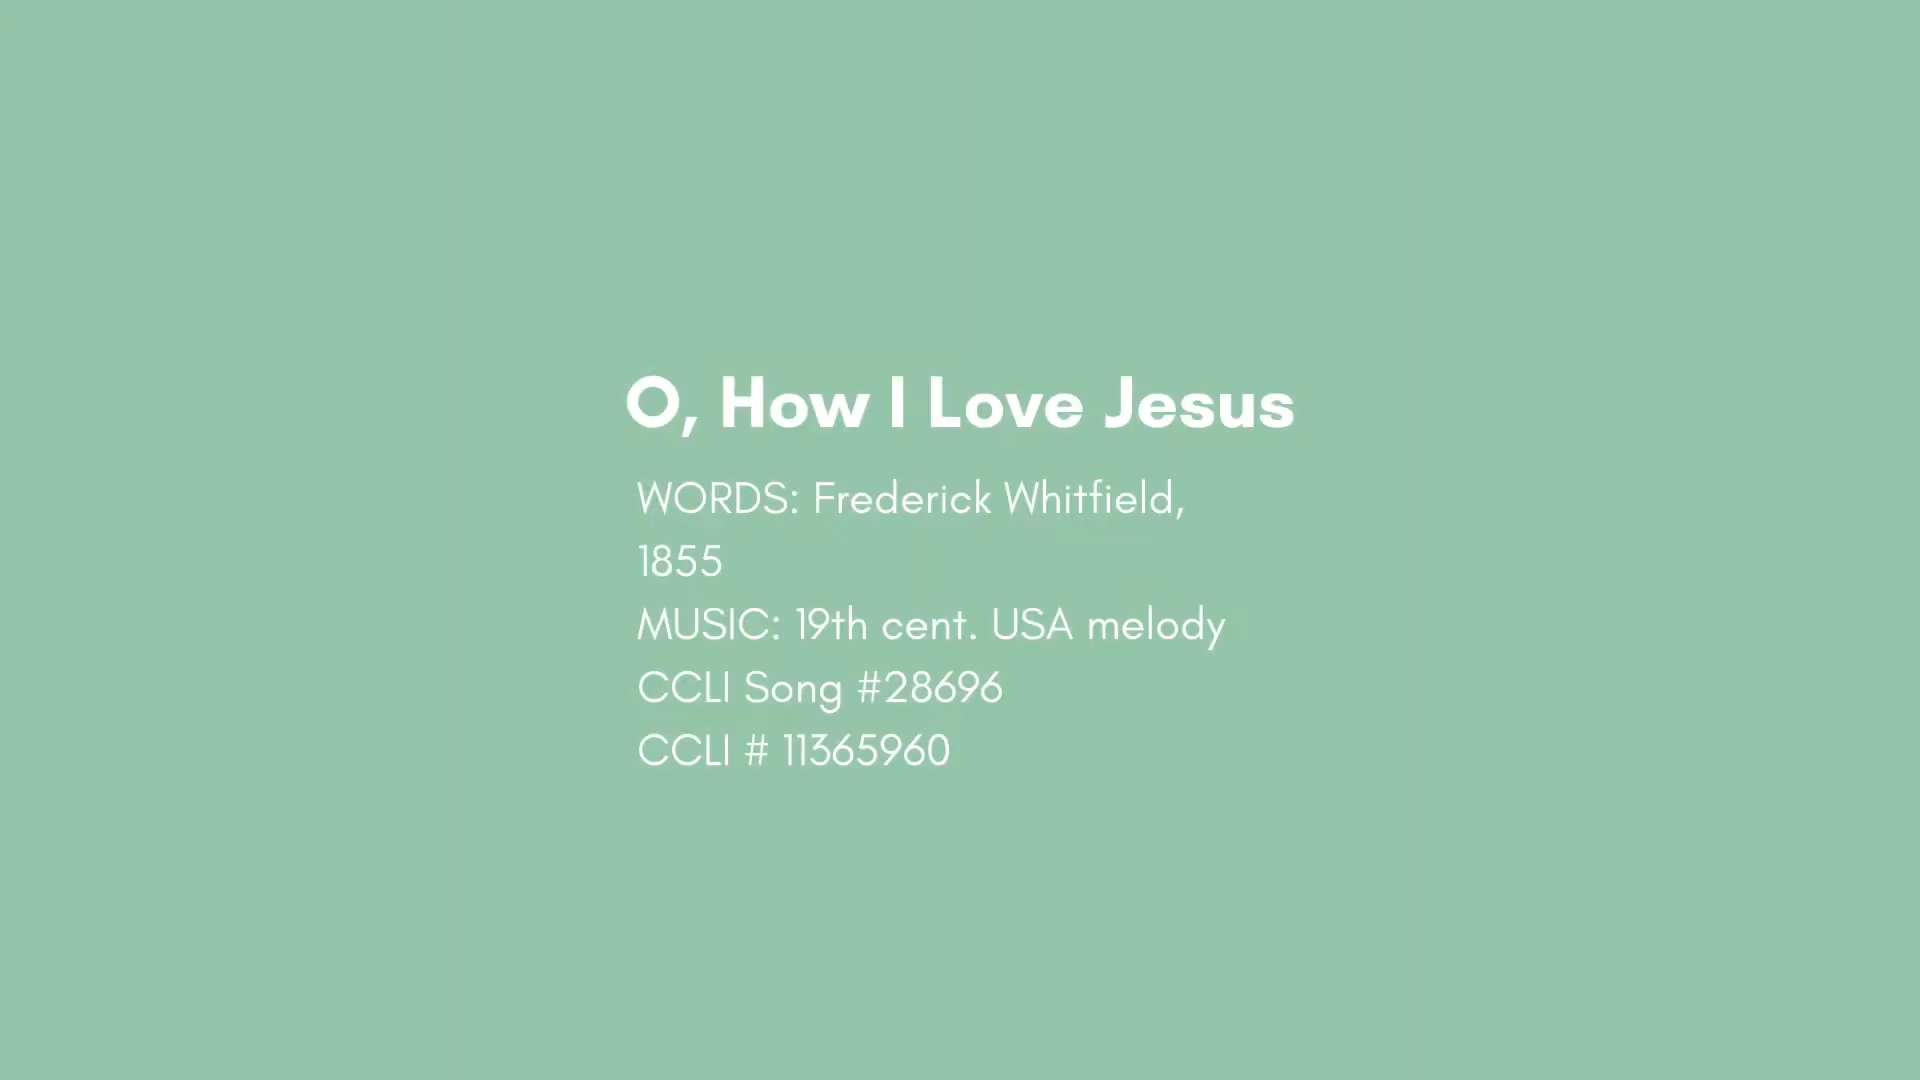 O, How I Love Jesus
WORDS: Frederick Whitfield,
1855
MUSIC: 19th cent. USA melody
CCLI Song #28696
CCLI # 11365960